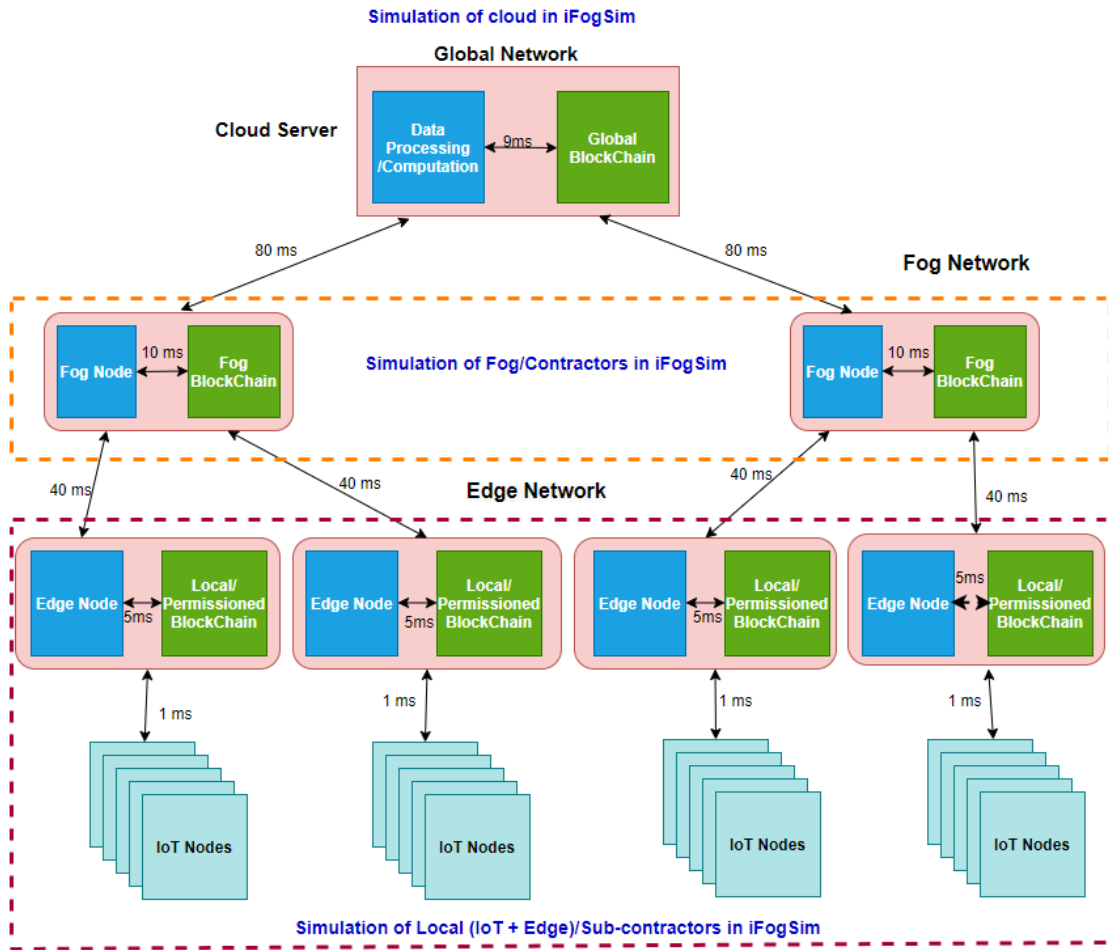 Simulation of cloud in iFogSim
Global Network
Cloud Server
Data
Processing
/Computation
9ms
Global
BlockChain
80 ms
80 ms
Fog Network
Fog Node
10 ms
Fog
BlockChain
Simulation of Fog/Contractors in iFogSim
Fog Node
10 ms
Fog
BlockChain
40 ms
40 ms
Edge Network
40 ms
40 ms
Edge Node
5ms
Local/
Permissioned
BlockChain
Edge Node
5ms
Local/
Permissioned
BlockChain
Edge Node
5ms
Local/
Permissioned
BlockChain
Edge Node
5ms
Local/
Permissioned
BlockChain
1 ms
1 ms
1 ms
1 ms
IoT Nodes
IoT Nodes
IoT Nodes
IoT Nodes
Simulation of Local (IoT + Edge)/Sub-contractors in iFogSim